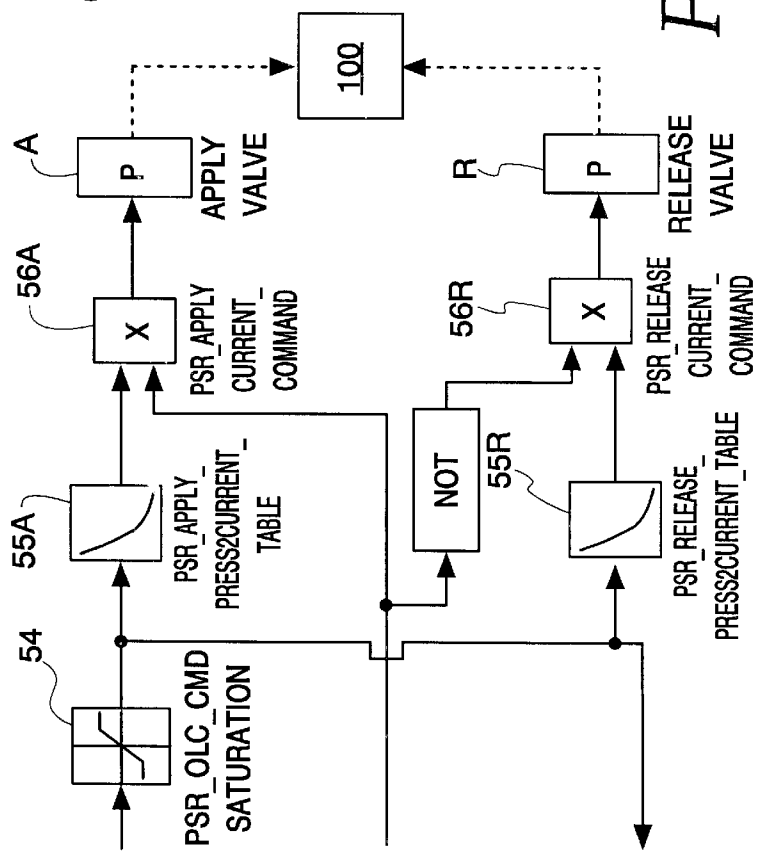 54
PSR_OLC_CMD
SATURATION
55A
PSR_APPLY_
PRESS2CURRENT_
TABLE
56A
X
PSR_APPLY
CURRENT_
COMMAND
A
P
APPLY
VALVE
100
NOT
55R
PSR_RELEASE_
PRESS2CURRENT_TABLE
56R
X
PSR_RELEASE
CURRENT_
COMMAND
R
P
RELEASE
VALVE